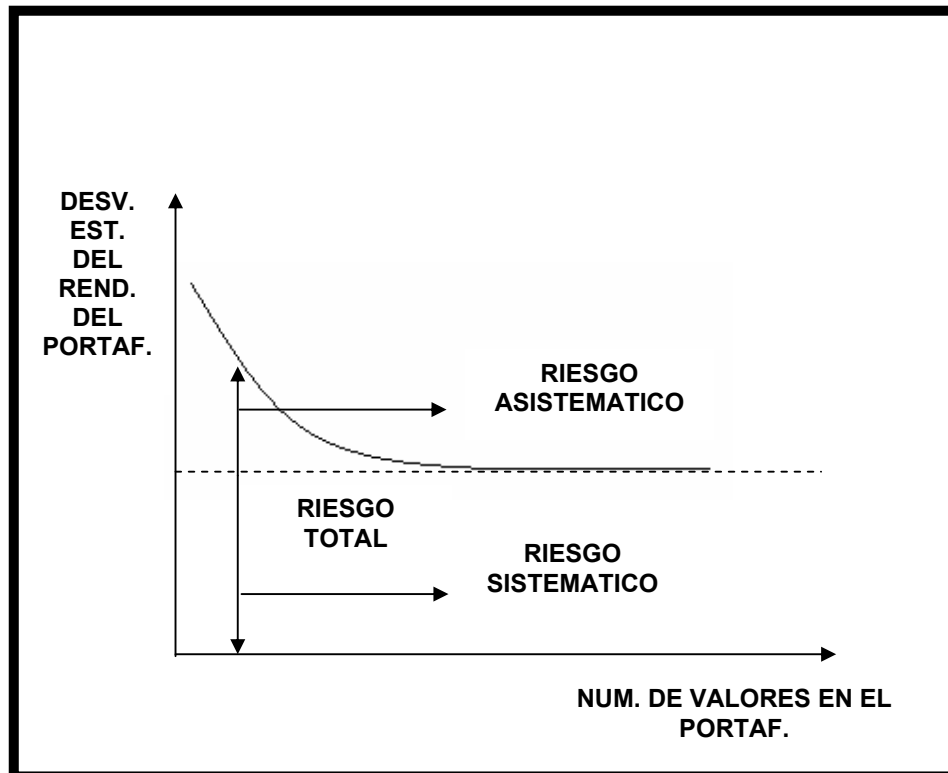 DESV.
EST.
DEL
REND.
DEL
PORTAF.
RIESGO
ASISTEMATICO
RIESGO
TOTAL
RIESGO
SISTEMATICO
NUM. DE VALORES EN EL
PORTAF.